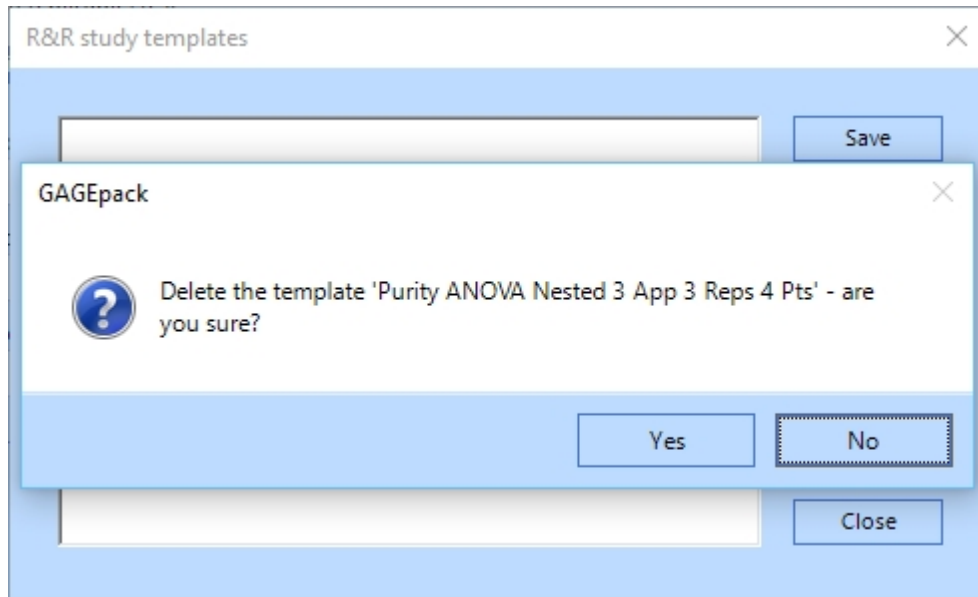 R&R study templates
Save
GAGEpack
Delete the template 'Purity ANOVA Nested 3 App 3 Reps 4 Pts' - are
you sure?
Yes
No
Close